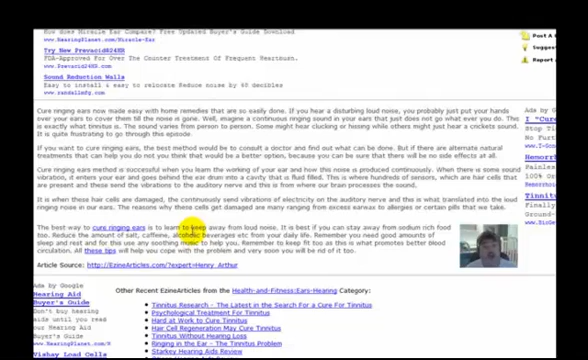 How does Miracle Ear Compare? Free Updated Buyer's Guide Download
www.HearingPlanet.com/Miracle-Ear
Try New Prevacid24HR
FDA-Approved For Over The Counter Treatment Of Frequent Heartburn.
www.Prevacid24HR.com
Sound Reduction Walls
Easy to install & easy to relocate Reduce noise by 40 decibles
www.randallmfg.com
Post A
Sugges
Report
Cure ringing ears now made easy with home remedies that are so easily done. If you hear a disturbing loud noise, you probably just put your hands
over your ears to cover them till the noise is gone. Well, imagine a continuous ringing sound in your ears that just does not go what ever you do. This
is exactly what tinnitus is. The sound varies from person to person. Some might hear clucking or hissing while others might just hear a crickets sound.
It is quite frustrating to go through this episode.
If you want to cure ringing ears, the best method would be to consult a doctor and find out what can be done. But if there are alternate natural
treatments that can help you do not you think that would be a better option, because you can be sure that there will be no side effects at all.
Cure ringing ears method is successful when you learn the working of your ear and how this noise is produced continuously. When there is some sound
vibration, it enters your ear and goes behind the ear drum into a cavity that is fluid filled. This is where hundreds of sensors, which are hair cells that
are present and these send the vibrations to the auditory nerve and this is from where our brain processes the sound.
It is when these hair cells are damaged, the continously send vibrations of electricity on the auditory nerve and this is what translated into the loud
ringing noise in our ears. The reasons why these cells get damaged are many ranging from excess earwax to allergies or certain pills that we take.
The best way to cure ringing ears is to learn to keep away from loud noise. It is best if you can stay away from sodium rich food
too. Reduce the amount of salt, caffeine, alcoholic beverages etc from your daily life. Remember you need good amounts of
sleep and rest and for this use any soothing music to help you. Remember to keep fit too as this is what promotes better blood
circulation. All these tips will help you cope with the problem and very soon you will be rid of it too.
Article Source: http://EzineArticles.com/?expert=Henry_Arthur
Ads by Google
I "Cure
Stop Tin
No Furt
www.T-Sco
Hemorrh
Painless
100% Or
Hemorrh
Tinnitu
Finally
www.
Ads by Google
Hearing Aid
Buyer's Guide
Don't buy
hearing
aids until
you read
our Hearing
Aid
Buyer's
Guide
www.HearingPlanet.com/H
Vishay Load Cells
Other Recent EzineArticles from the Health-and-Fitness:Ears-Hearing Category:
Tinnitus Research - The Latest in the Search for a Cure for Tinnitus
Psychological Treatment For Tinnitus
Hard at Work to Cure Tinnitus
Hair Cell Regeneration May Cure Tinnitus
Tinnitus Without Hearing Loss
Ringing in the Ear - The Tinnitus Problem
Starkey Hearing Aids Review